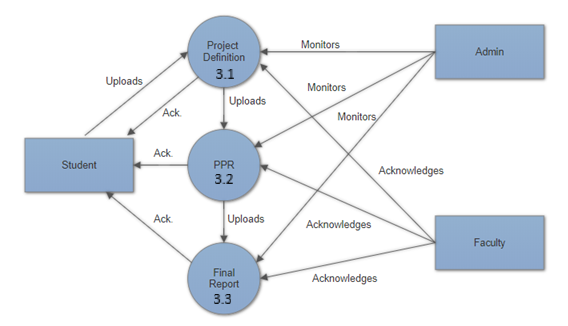 Project
Definition
3.1
Monitors
Admin
Uploads
Monitors
Uploads
Ack.
Monitors
Student
Ack.
PPR
3.2
Acknowledges
Ack.
Uploads
Acknowledges
Faculty
Final
Report
3.3
Acknowledges